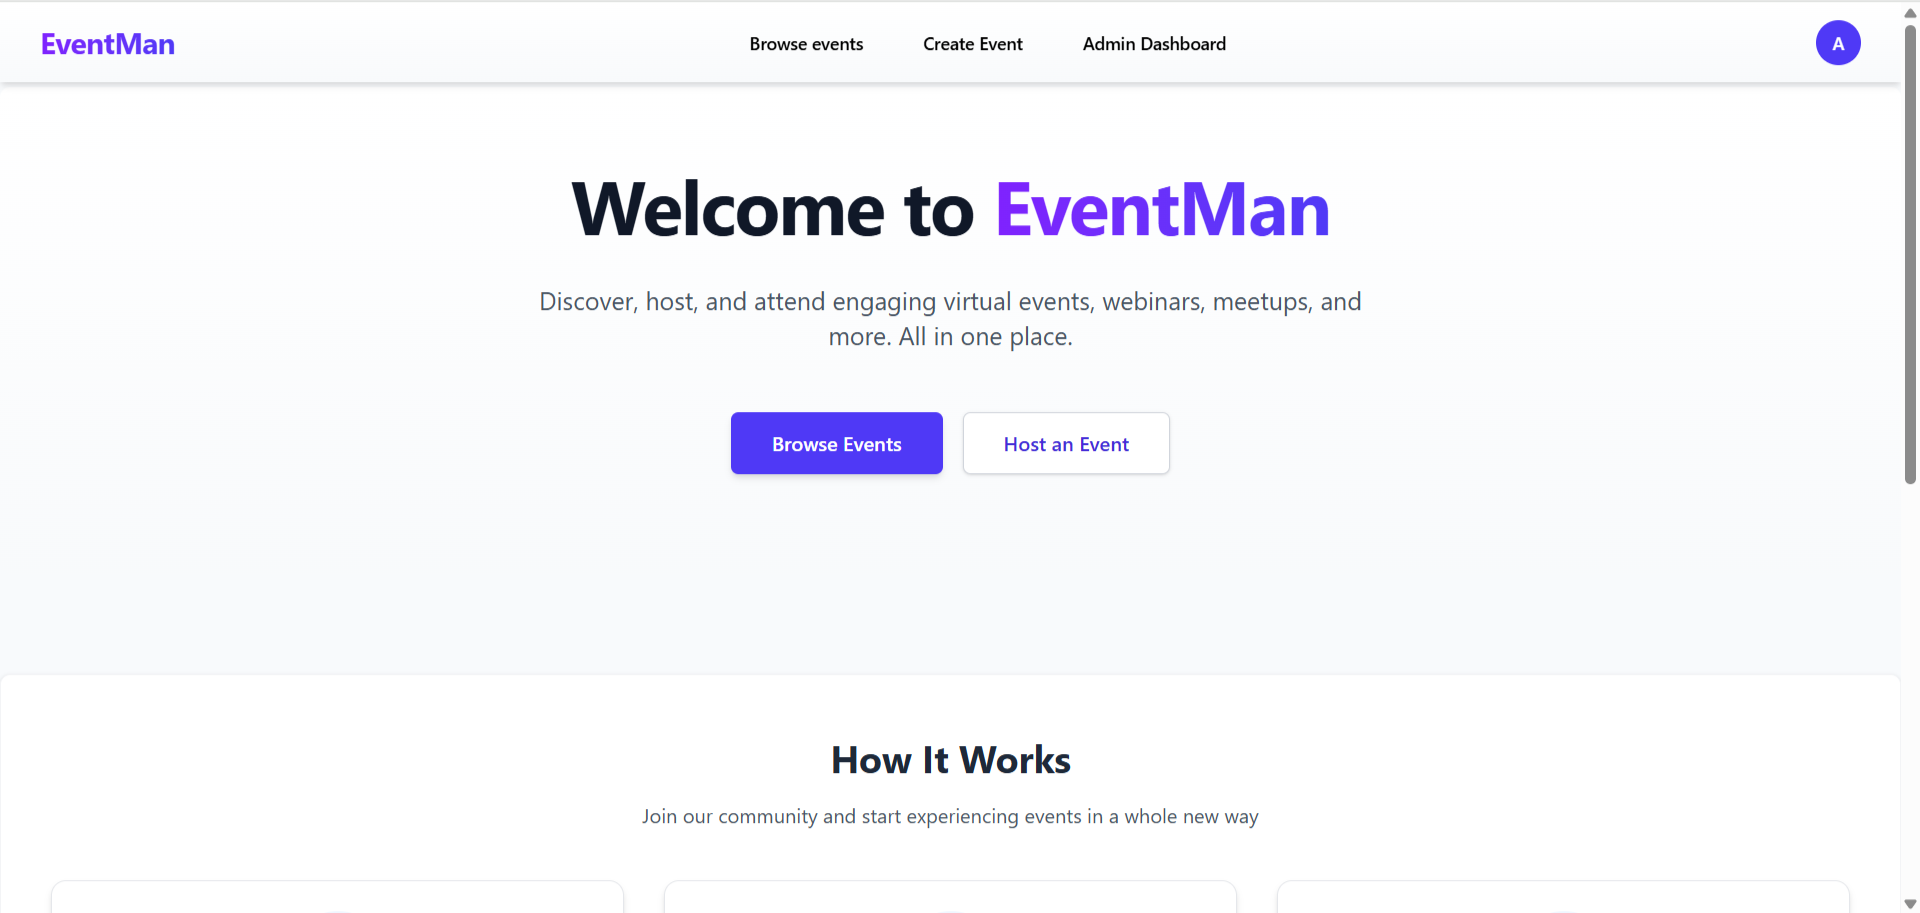 EventMan
Browse events
Create Event
Admin Dashboard
A
Welcome to EventMan
Discover, host, and attend engaging virtual events, webinars, meetups, and
more. All in one place.
Browse Events
Host an Event
How It Works
Join our community and start experiencing events in a whole new way